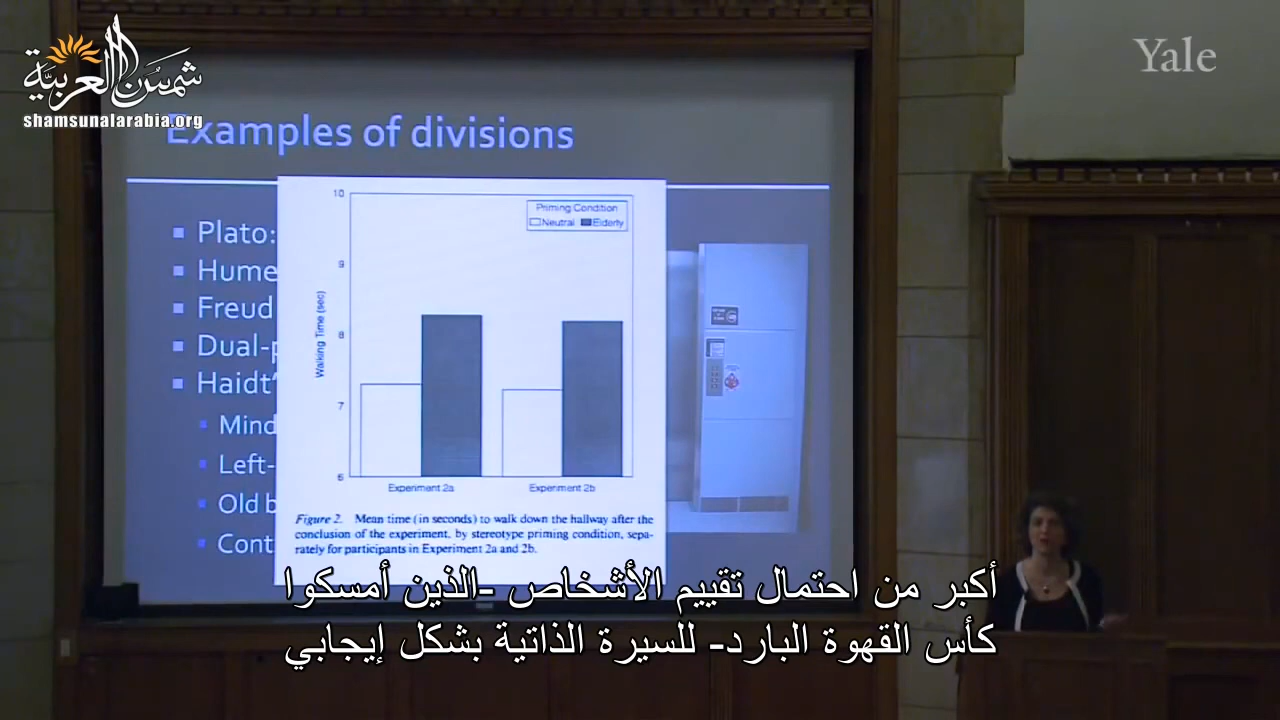 شمس العربية
shamsunalarabia.org
Yale
Examples of divisions
Plato:
Hume
Freud
Dual-p
Haidt'
Mind
Left-
Old b
Cont
10
Priming Condition
Neutral Elderly
9
8
7
6
Walking Time (sec)
Experiment 2a
Experiment 2b
Figure 2. Mean time (in seconds) to walk down the hallway after the
conclusion of the experiment, by stereotype priming condition, sepa-
rately for participants in Experiment 2a and 2b.
أكبر من احتمال تقييم الأشخاص -الذين أمسكوا
كأس القهوة البارد- للسيرة الذاتية بشكل إيجابي